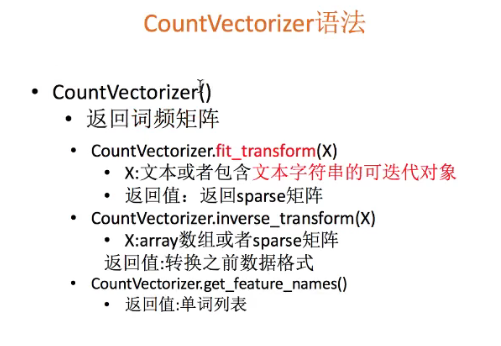 CountVectorizer语法
• CountVectorizer()
• 返回词频矩阵
• CountVectorizer.fit_transform(X)
• X:文本或者包含文本字符串的可迭代对象
• 返回值：返回sparse矩阵
• CountVectorizer.inverse_transform(X)
• X:array数组或者sparse矩阵
返回值:转换之前数据格式
• CountVectorizer.get_feature_names()
• 返回值:单词列表